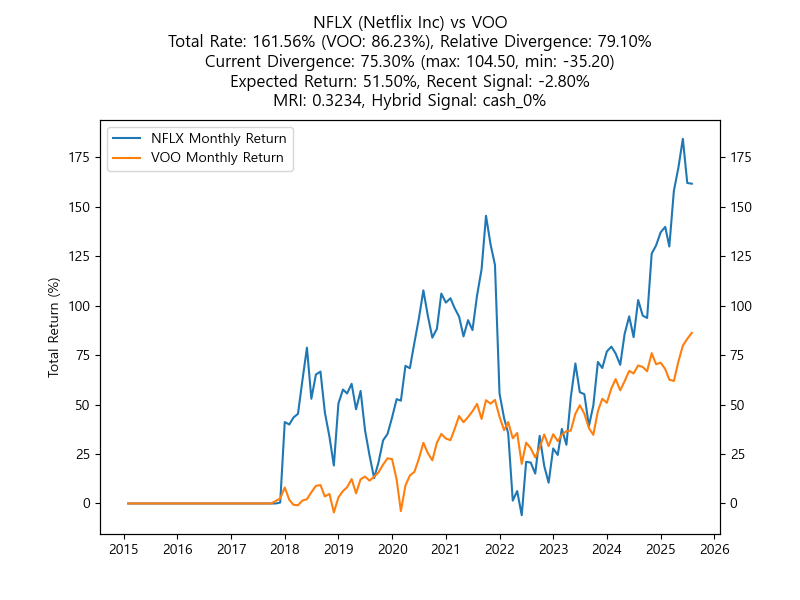 NFLX (Netflix Inc) vs VOO
Total Rate: 161.56% (VOO: 86.23%), Relative Divergence: 79.10%
Current Divergence: 75.30% (max: 104.50, min: -35.20)
Expected Return: 51.50%, Recent Signal: -2.80%
MRI: 0.3234, Hybrid Signal: cash_0%
NFLX Monthly Return
VOO Monthly Return
Total Return (%)
175 175
150 150
125 125
100 100
75 75
50 50
25 25
0 0
2015 2016 2017 2018 2019 2020 2021 2022 2023 2024 2025 2026